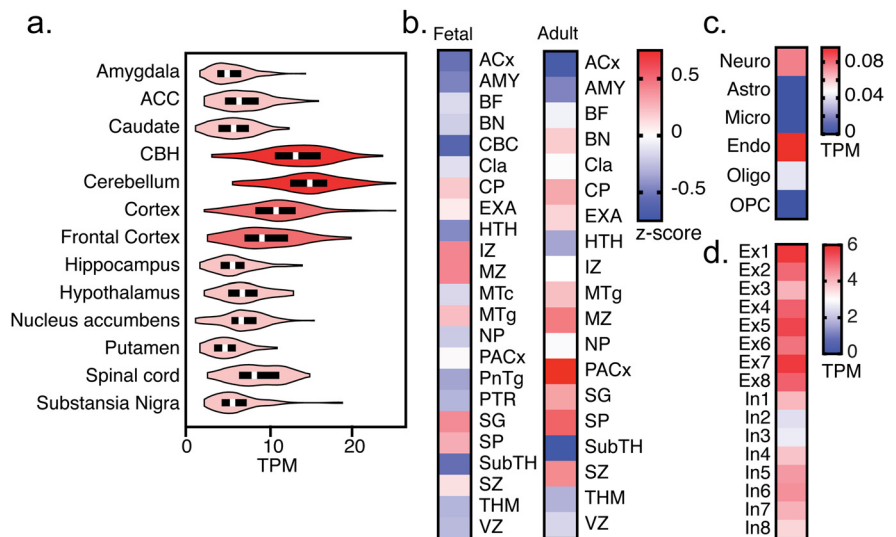 a.
Amygdala
ACC
Caudate
CBH
Cerebellum
Cortex
Frontal Cortex
Hippocampus
Hypothalamus
Nucleus accumbens
Putamen
Spinal cord
Substansia Nigra
0
10
20
TPM
b.
Fetal
ACx
AMY
BF
BN
CBC
Cla
CP
EXA
HTH
IZ
MZ
MTc
MTg
NP
PACx
PnTg
PTR
SG
SP
SubTH
SZ
THM
VZ
Adult
ACx
AMY
BF
BN
Cla
CP
EXA
HTH
IZ
MTg
MZ
NP
PACx
SG
SP
SubTH
SZ
THM
VZ
0.5
0
-0.5
z-score
c.
Neuro
Astro
Micro
Endo
Oligo
OPC
0.08
0.04
0
TPM
d.
Ex1
Ex2
Ex3
Ex4
Ex5
Ex6
Ex7
Ex8
In1
In2
In3
In4
In5
In6
In7
In8
6
4
2
0
TPM